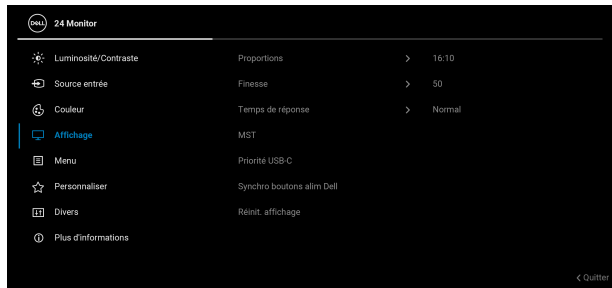 DELL 24 Monitor
Luminosité/Contraste Proportions > 16:10
Source entrée Finesse > 50
Couleur Temps de réponse > Normal
Affichage MST
Menu Priorité USB-C
Personnaliser Synchro boutons alim Dell
Divers Réinit. affichage
Plus d'informations
< Quitter